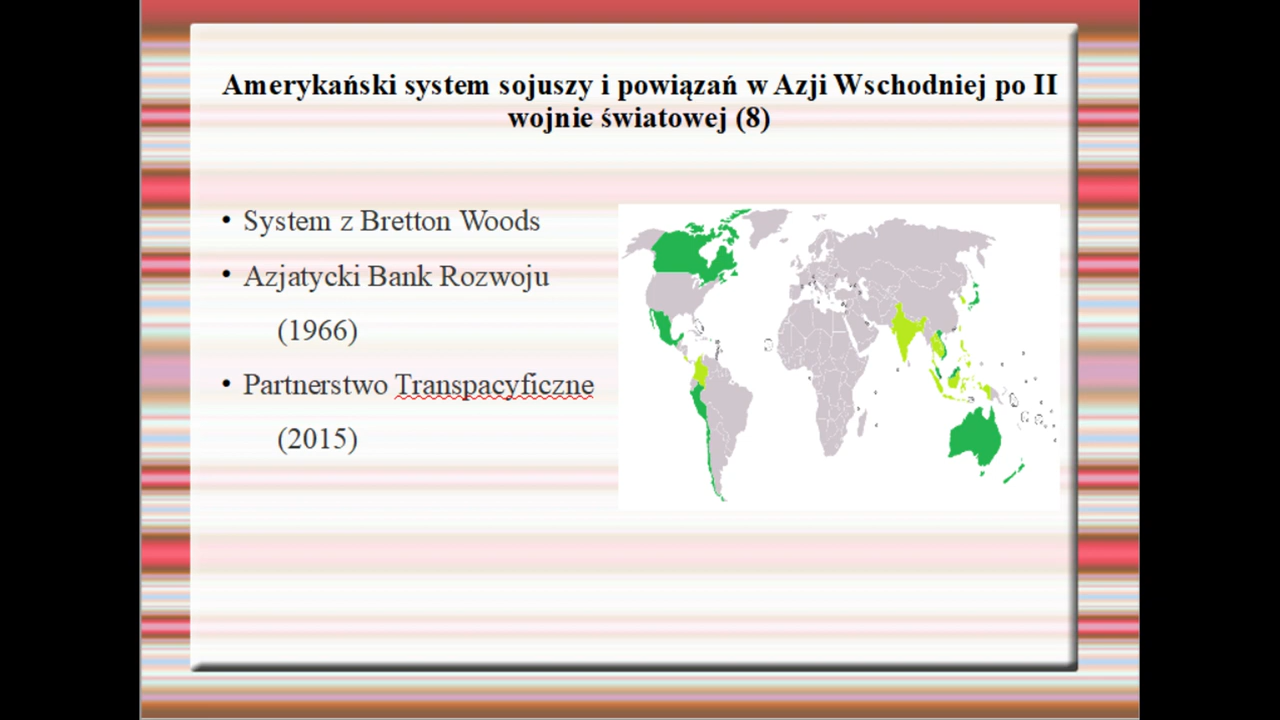 Amerykański system sojuszy i powiązań w Azji Wschodniej po II
wojnie światowej (8)
• System z Bretton Woods
• Azjatycki Bank Rozwoju
(1966)
• Partnerstwo Transpacyficzne
(2015)